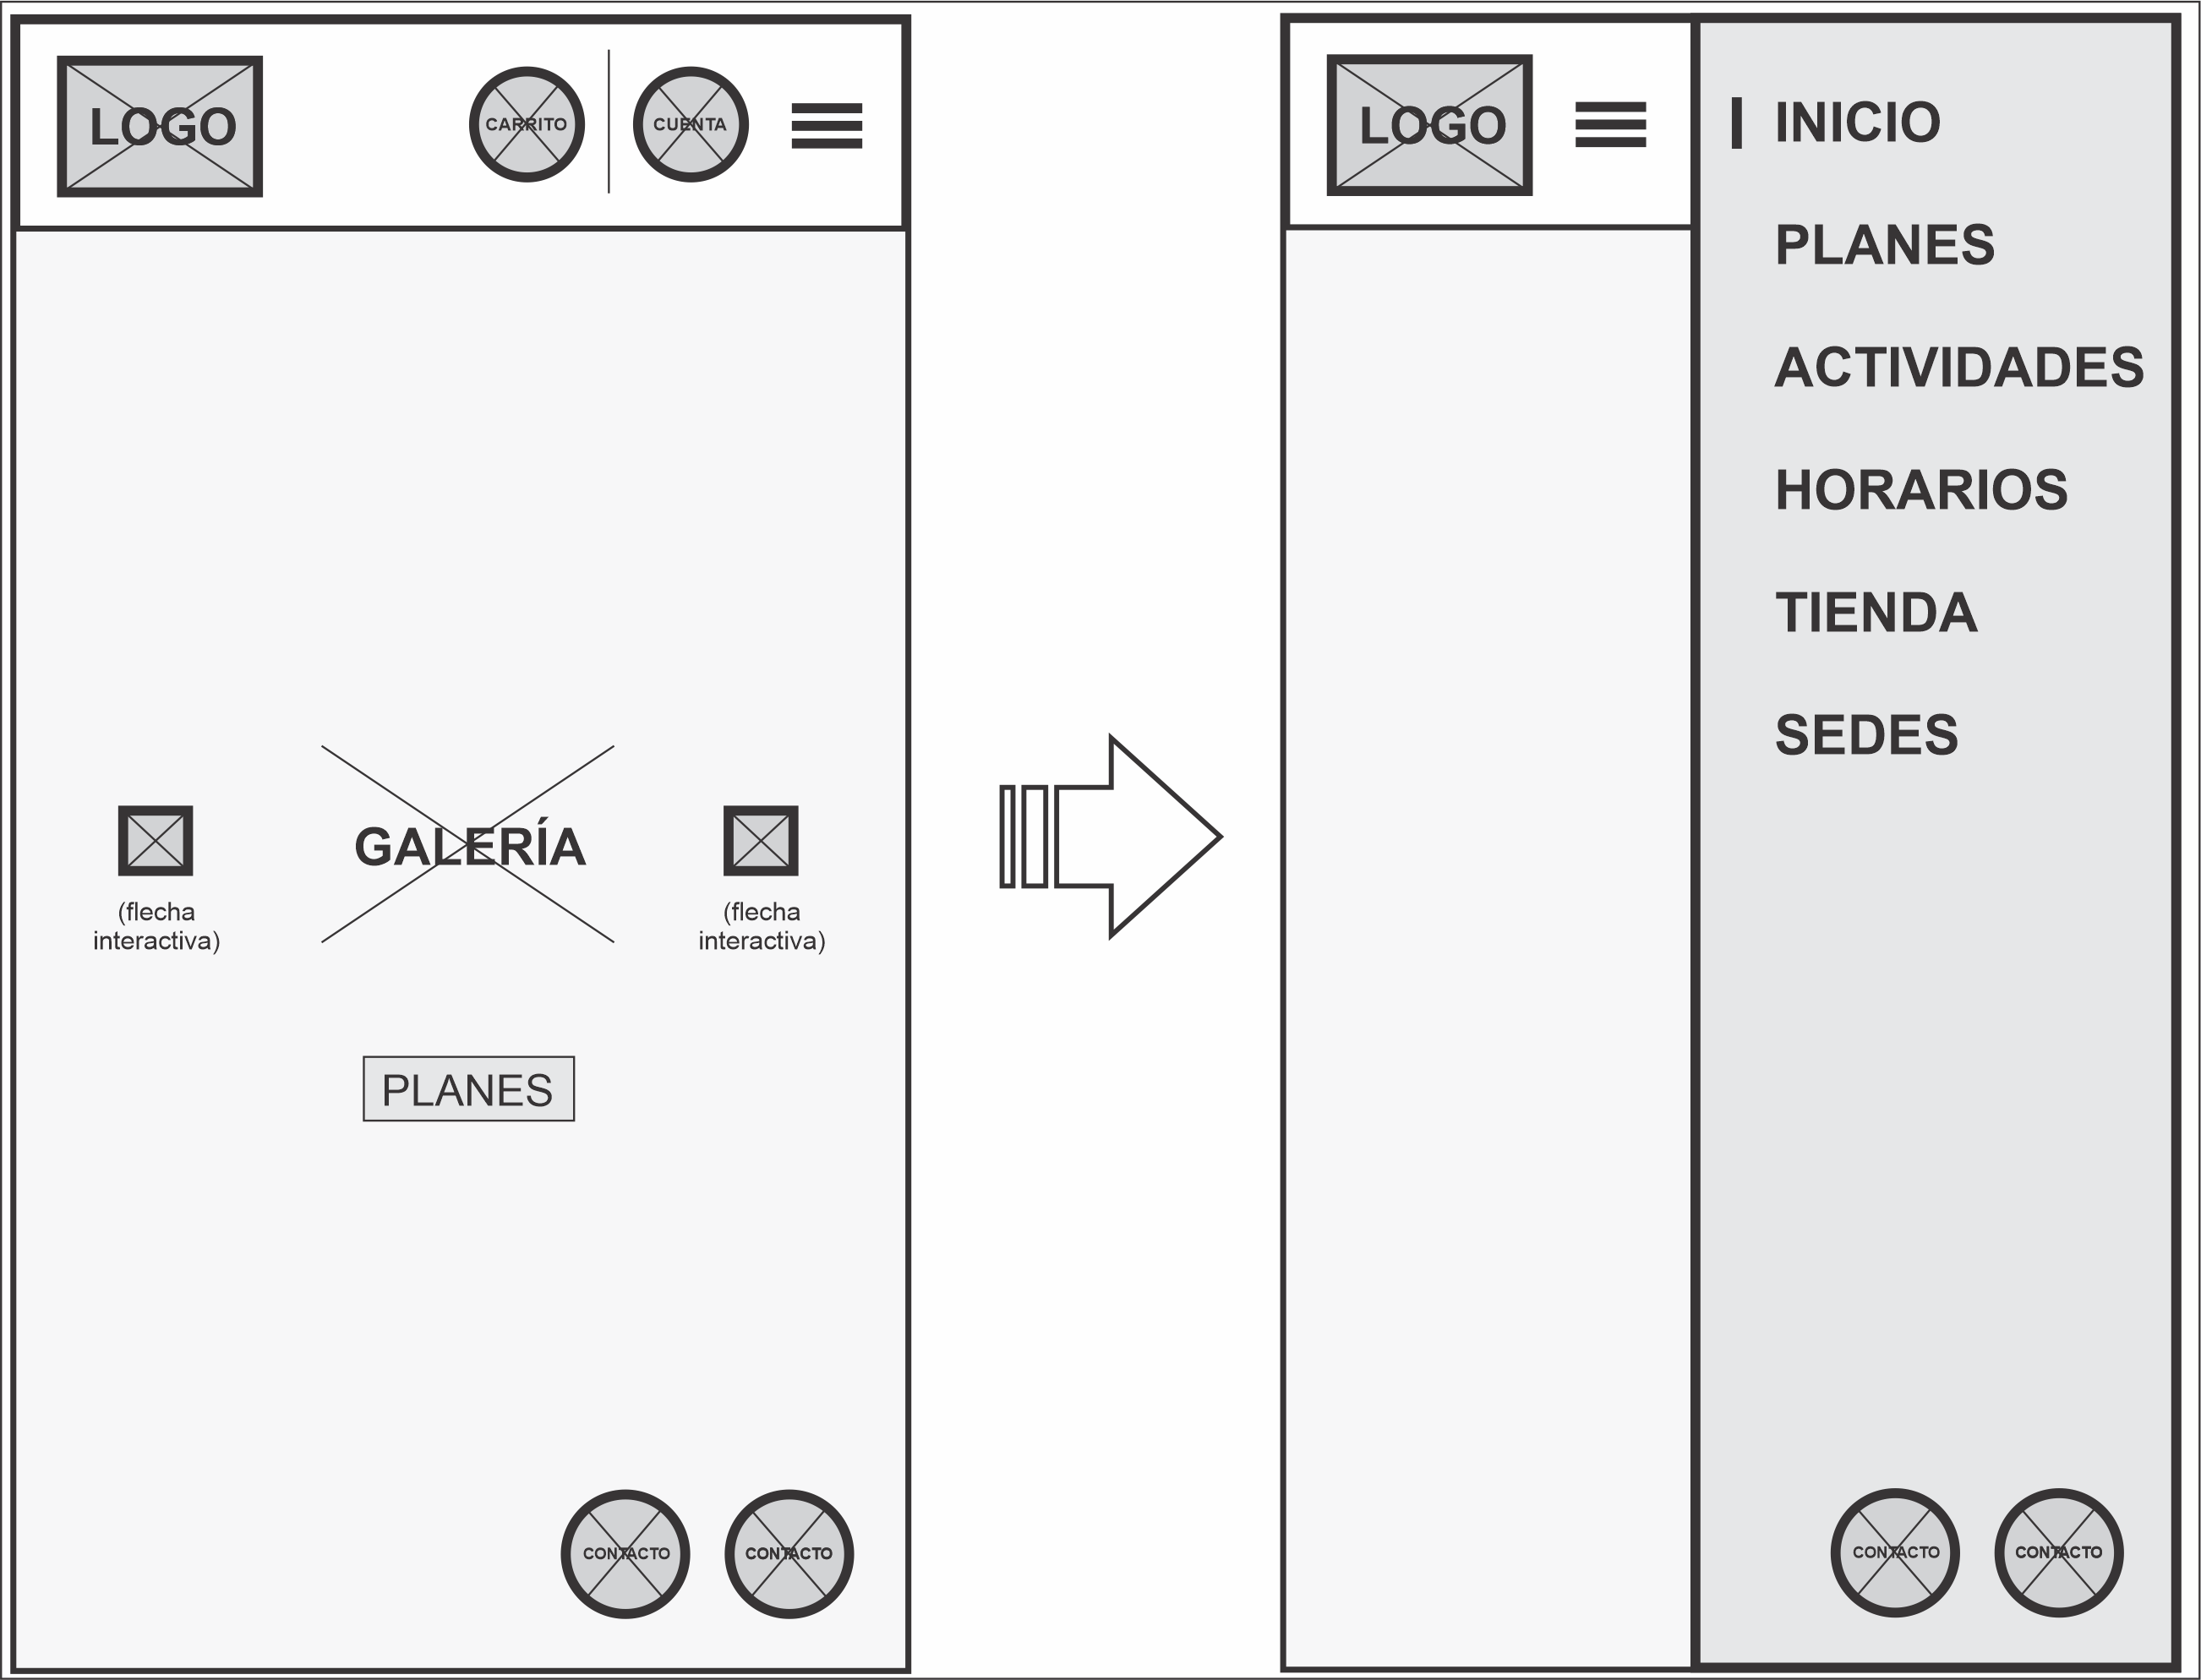 LOGO
CARRITO
CUENTA
GALERÍA
(flecha
interactiva)
(flecha
interactiva)
PLANES
CONTACTO
CONTACTO
LOGO
INICIO
PLANES
ACTIVIDADES
HORARIOS
TIENDA
SEDES
CONTACTO
CONTACTO